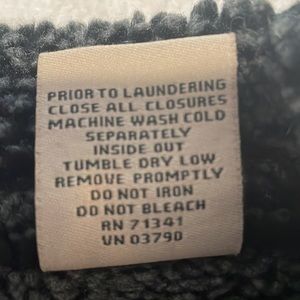 PRIOR TO LAUNDERING
CLOSE ALL CLOSURES
MACHINE WASH COLD
SEPARATELY
INSIDE OUT
TUMBLE DRY LOW
REMOVE PROMPTLY
DO NOT IRON
DO NOT BLEACH
RN 71341
VN 03790